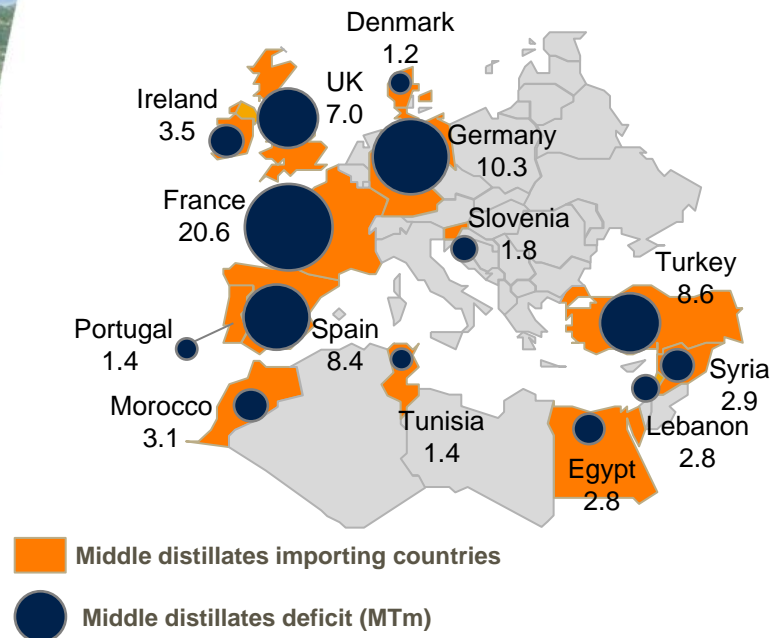 Denmark
1.2
UK
7.0
Ireland
3.5
Germany
10.3
France
20.6
Slovenia
1.8
Turkey
8.6
Portugal
1.4
Spain
8.4
Syria
2.9
Morocco
3.1
Tunisia
1.4
Lebanon
2.8
Egypt
2.8
Middle distillates importing countries
Middle distillates deficit (MTm)